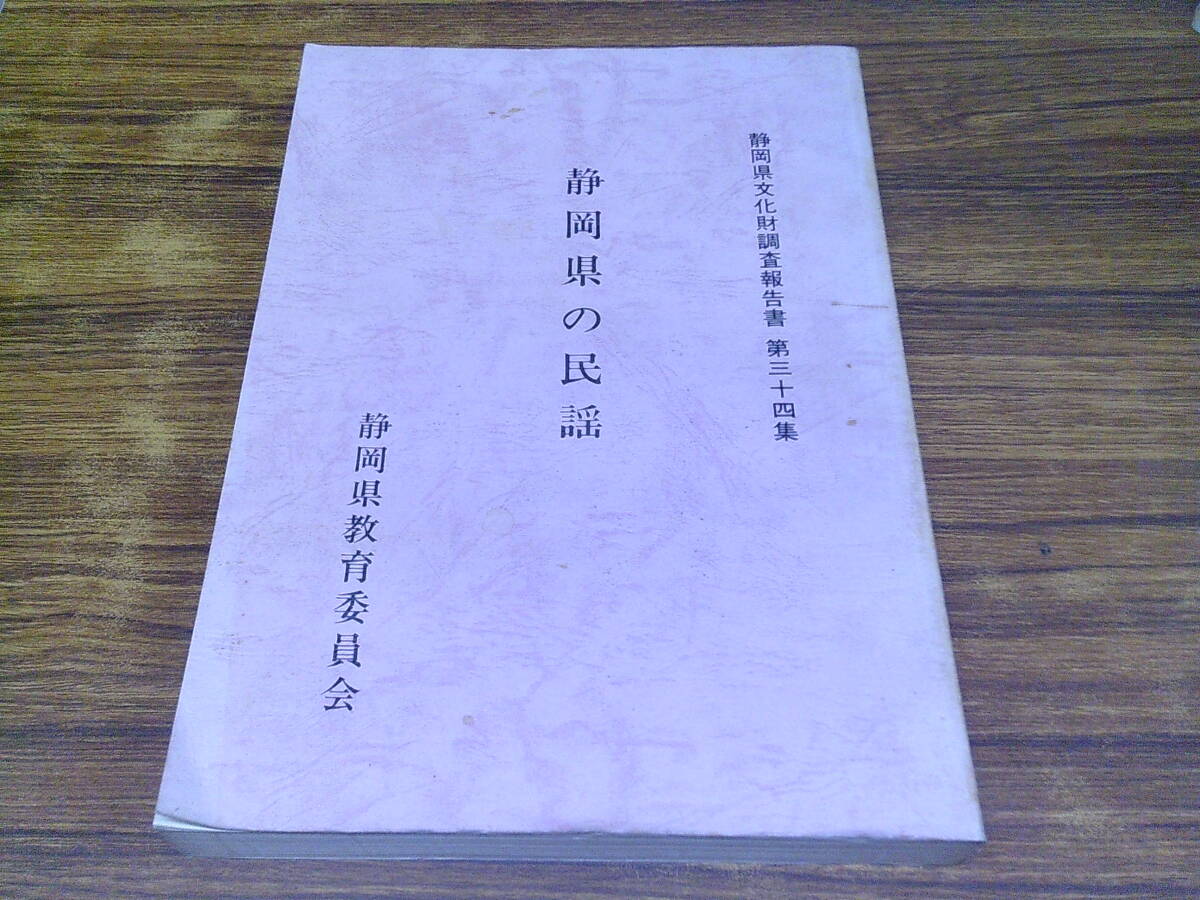 静岡県文化財調査報告書 第三十四集
静岡県の民謡
静岡県教育委員会